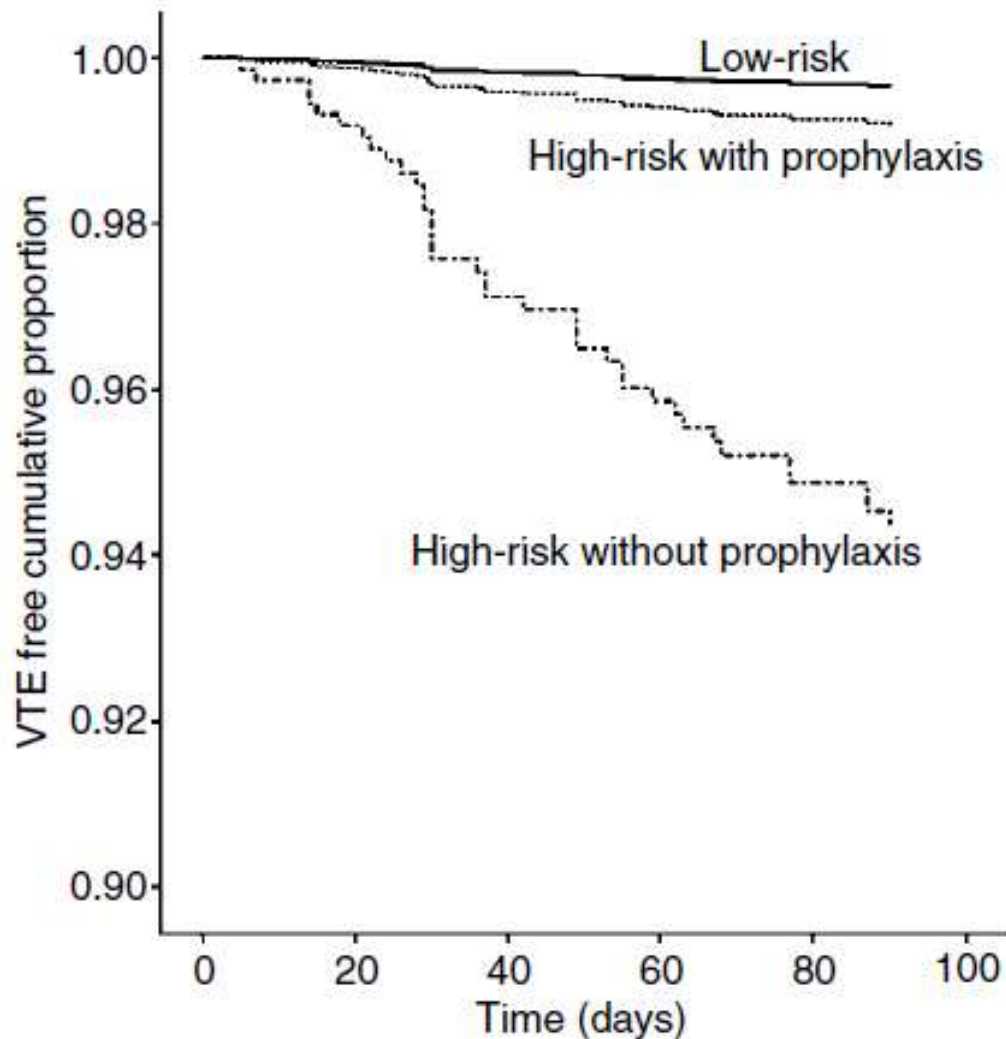 1.00
Low-risk
High-risk with prophylaxis
0.98
0.96
0.94
High-risk without prophylaxis
0.92
0.90
VTE free cumulative proportion
0 20 40 60 80 100
Time (days)